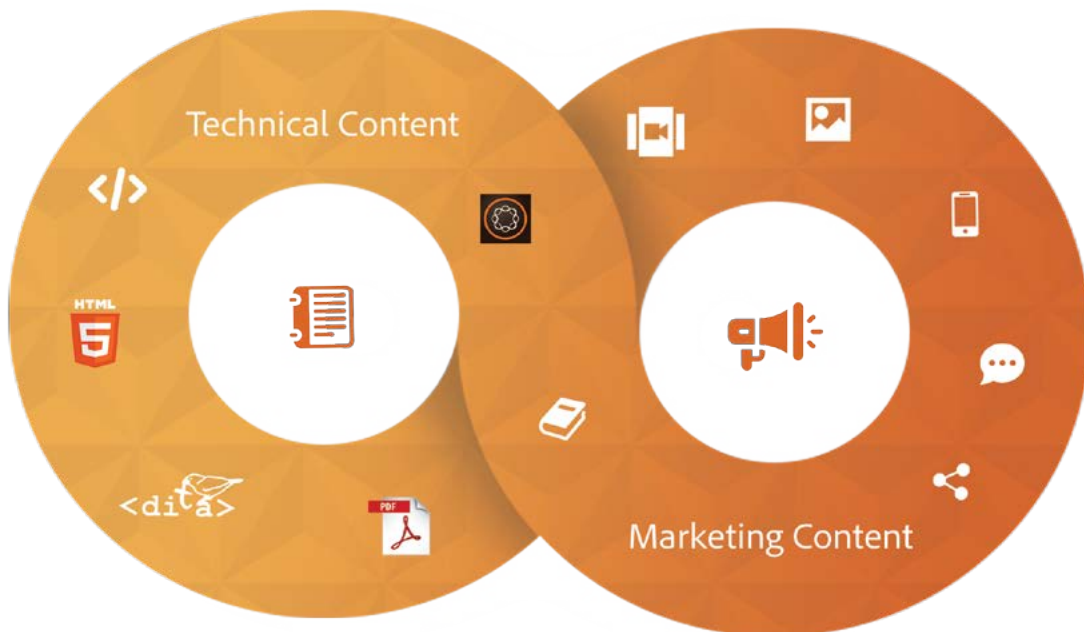 Technical Content
</>
HTML
5
<dita>
PDF
Marketing Content